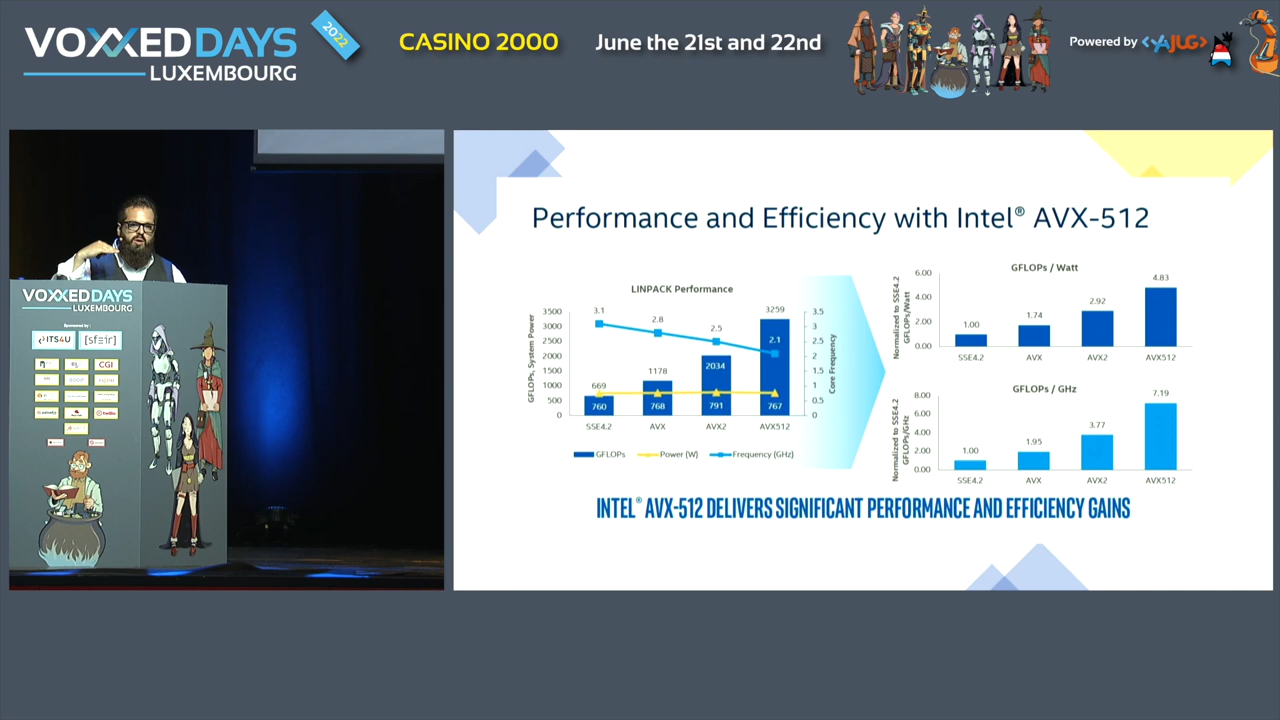 VOXXEDDAYS
LUXEMBOURG
2022
CASINO 2000
June the 21st and 22nd
Powered by <YAJUG>
VOXXEDDAYS
LUXEMBOURG
Sponsored by :
ITS4U
[sfeir]
CGI
Performance and Efficiency with Intel® AVX-512
LINPACK Performance
GFLOPs, System Power
3500
3000
2500
2000
1500
1000
500
0
3.1
2.8
2.5
2.1
669
1178
2034
3259
760
768
791
767
SSE4.2
AVX
AVX2
AVX512
3.5
3
2.5
2
1.5
1
0.5
0
Core Frequency
GFLOPs
Power (W)
Frequency (GHz)
GFLOPs / Watt
Normalized to SSE4.2
GFLOPs/Watt
6.00
4.00
2.00
0.00
1.00
1.74
2.92
4.83
SSE4.2
AVX
AVX2
AVX512
GFLOPs / GHz
Normalized to SSE4.2
GFLOPs/GHz
8.00
6.00
4.00
2.00
0.00
1.00
1.95
3.77
7.19
SSE4.2
AVX
AVX2
AVX512
INTEL® AVX-512 DELIVERS SIGNIFICANT PERFORMANCE AND EFFICIENCY GAINS